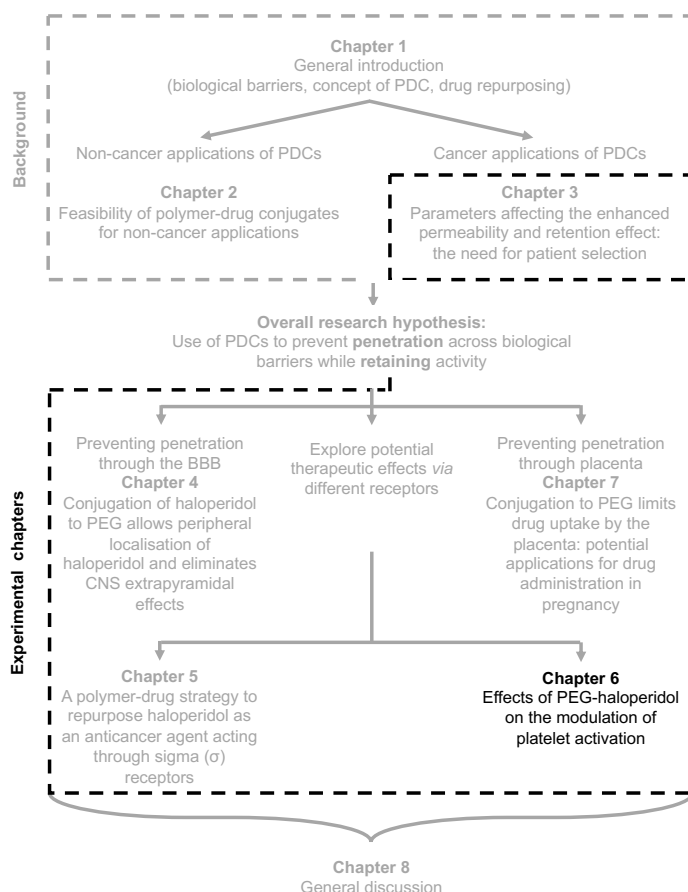 Background
Chapter 1
General introduction
(biological barriers, concept of PDC, drug repurposing)
Non-cancer applications of PDCs
Cancer applications of PDCs
Chapter 2
Feasibility of polymer-drug conjugates
for non-cancer applications
Chapter 3
Parameters affecting the enhanced
permeability and retention effect:
the need for patient selection
Overall research hypothesis:
Use of PDCs to prevent penetration across biological
barriers while retaining activity
Experimental chapters
Preventing penetration
through the BBB
Chapter 4
Conjugation of haloperidol
to PEG allows peripheral
localisation of
haloperidol and eliminates
CNS extrapyramidal
effects
Explore potential
therapeutic effects via
different receptors
Preventing penetration
through placenta
Chapter 7
Conjugation to PEG limits
drug uptake by the
placenta: potential
applications for drug
administration in
pregnancy
Chapter 5
A polymer-drug strategy to
repurpose haloperidol as
an anticancer agent acting
through sigma (σ)
receptors
Chapter 6
Effects of PEG-haloperidol
on the modulation of
platelet activation
Chapter 8
General discussion